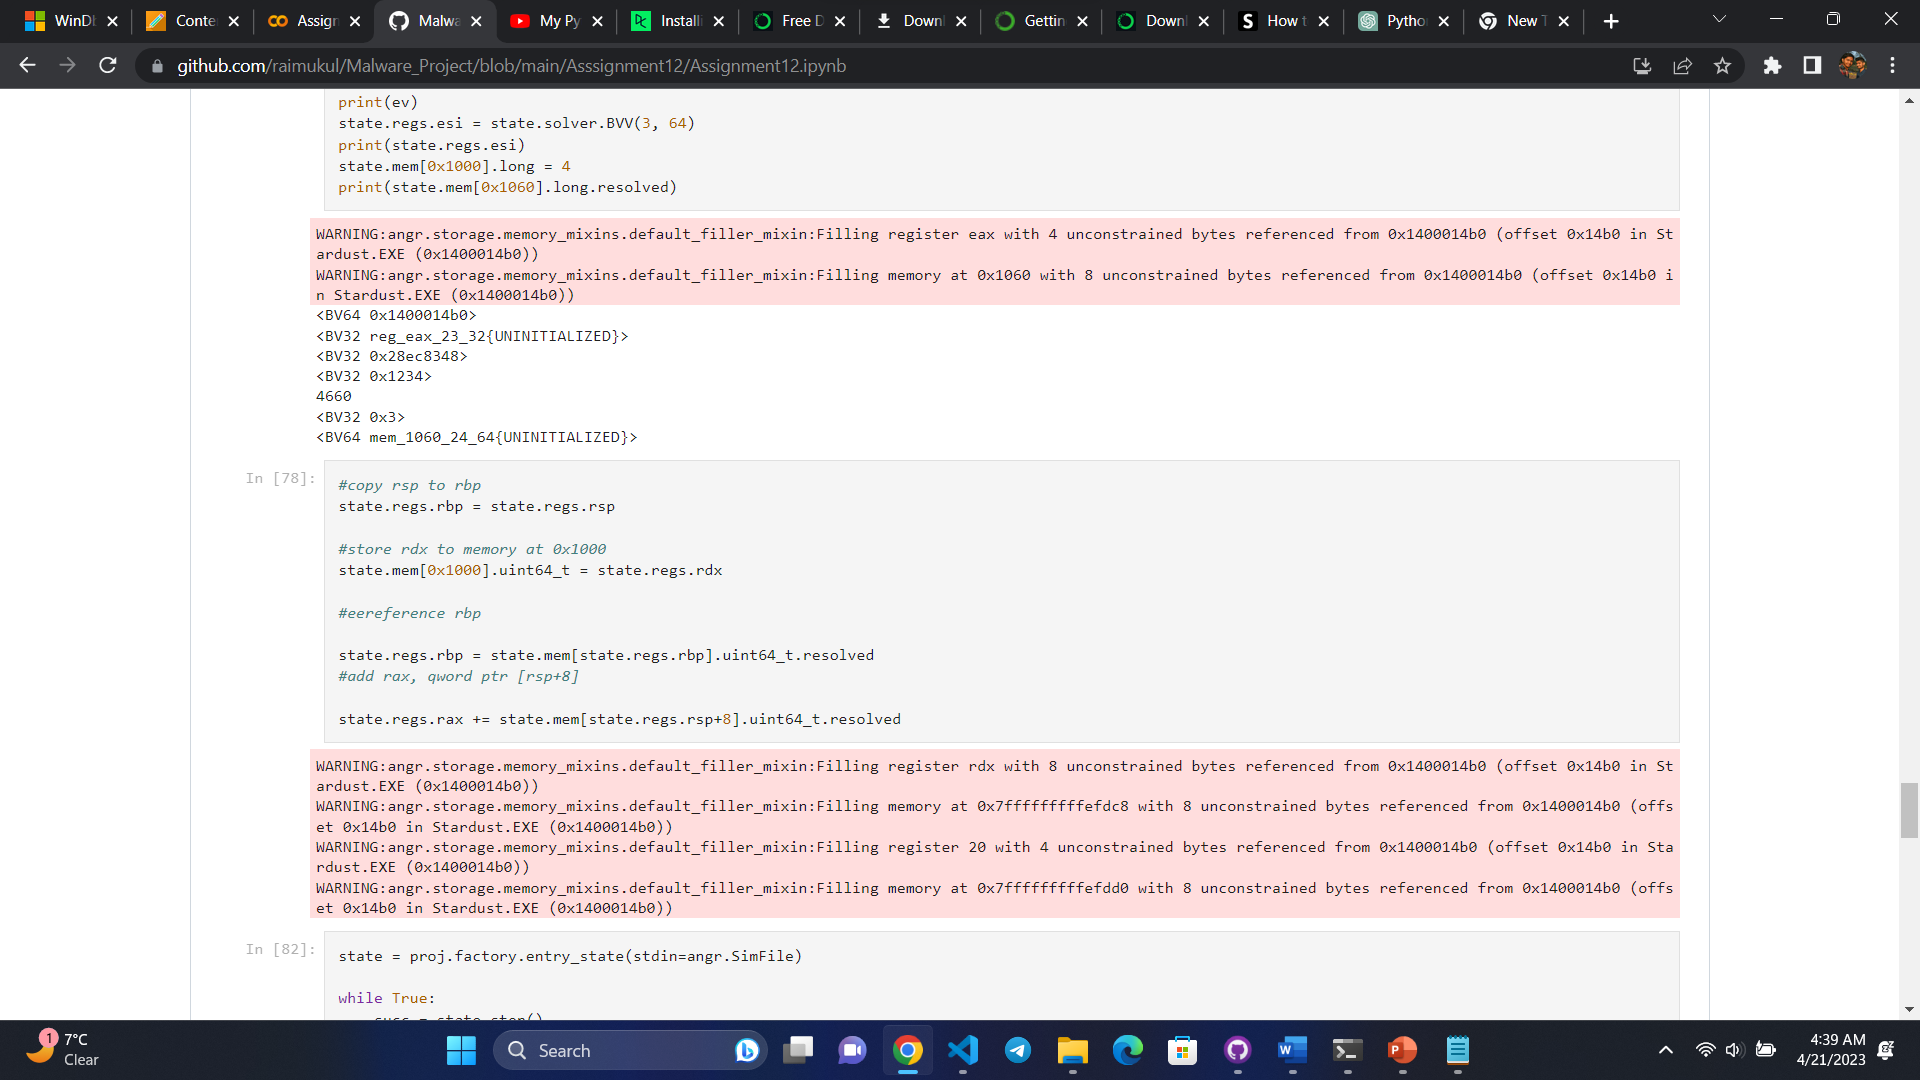 WinDl
Conte
Assign
Malwa
My Py
Installi
Free D
Downl
Gettin
Downl
How t
Pytho
New T
github.com/raimukul/Malware_Project/blob/main/Asssignment12/Assignment12.ipynb
print(ev)
state.regs.esi = state.solver.BVV(3, 64)
print(state.regs.esi)
state.mem[0x1000].long = 4
print(state.mem[0x1060].long.resolved)
WARNING:angr.storage.memory_mixins.default_filler_mixin:Filling register eax with 4 unconstrained bytes referenced from 0x1400014b0 (offset 0x14b0 in St
ardust.EXE (0x1400014b0))
WARNING:angr.storage.memory_mixins.default_filler_mixin:Filling memory at 0x1060 with 8 unconstrained bytes referenced from 0x1400014b0 (offset 0x14b0 i
n Stardust.EXE (0x1400014b0))
<BV64 0x1400014b0>
<BV32 reg_eax_23_32{UNINITIALIZED}>
<BV32 0x28ec8348>
<BV32 0x1234>
4660
<BV32 0x3>
<BV64 mem_1060_24_64{UNINITIALIZED}>
In [78]:
#copy rsp to rbp
state.regs.rbp = state.regs.rsp
#store rdx to memory at 0x1000
state.mem[0x1000].uint64_t = state.regs.rdx
#eereference rbp
state.regs.rbp = state.mem[state.regs.rbp].uint64_t.resolved
#add rax, qword ptr [rsp+8]
state.regs.rax += state.mem[state.regs.rsp+8].uint64_t.resolved
WARNING:angr.storage.memory_mixins.default_filler_mixin:Filling register rdx with 8 unconstrained bytes referenced from 0x1400014b0 (offset 0x14b0 in St
ardust.EXE (0x1400014b0))
WARNING:angr.storage.memory_mixins.default_filler_mixin:Filling memory at 0x7fffffffffefdc8 with 8 unconstrained bytes referenced from 0x1400014b0 (offs
et 0x14b0 in Stardust.EXE (0x1400014b0))
WARNING:angr.storage.memory_mixins.default_filler_mixin:Filling register 20 with 4 unconstrained bytes referenced from 0x1400014b0 (offset 0x14b0 in Sta
rdust.EXE (0x1400014b0))
WARNING:angr.storage.memory_mixins.default_filler_mixin:Filling memory at 0x7fffffffffefdd0 with 8 unconstrained bytes referenced from 0x1400014b0 (offs
et 0x14b0 in Stardust.EXE (0x1400014b0))
In [82]:
state = proj.factory.entry_state(stdin=angr.SimFile)
while True:
succ = state.step()
1
7°C
Clear
Search
4:39 AM
4/21/2023